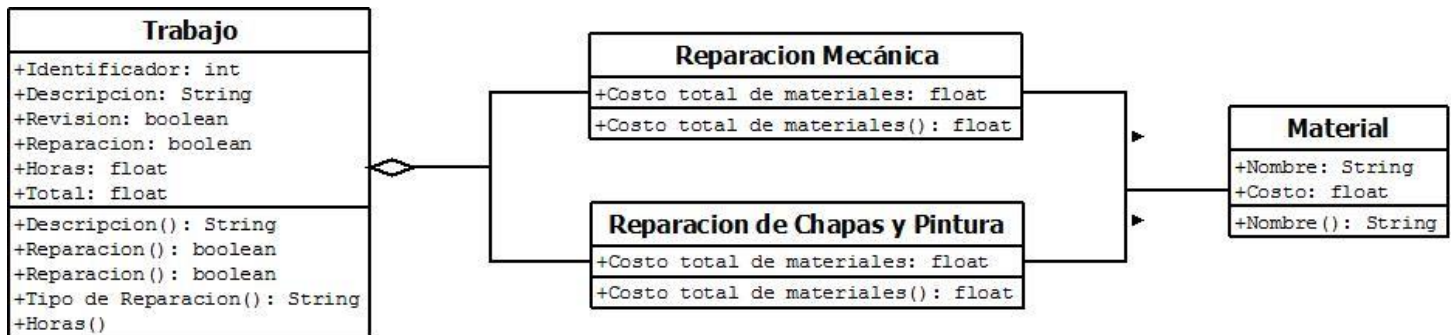 Trabajo
+Identificador: int
+Descripcion: String
+Revision: boolean
+Reparacion: boolean
+Horas: float
+Total: float
+Descripcion(): String
+Reparacion(): boolean
+Reparacion(): boolean
+Tipo de Reparacion(): String
+Horas()
Reparacion Mecánica
+Costo total de materiales: float
+Costo total de materiales(): float
Reparacion de Chapas y Pintura
+Costo total de materiales: float
+Costo total de materiales(): float
Material
+Nombre: String
+Costo: float
+Nombre(): String